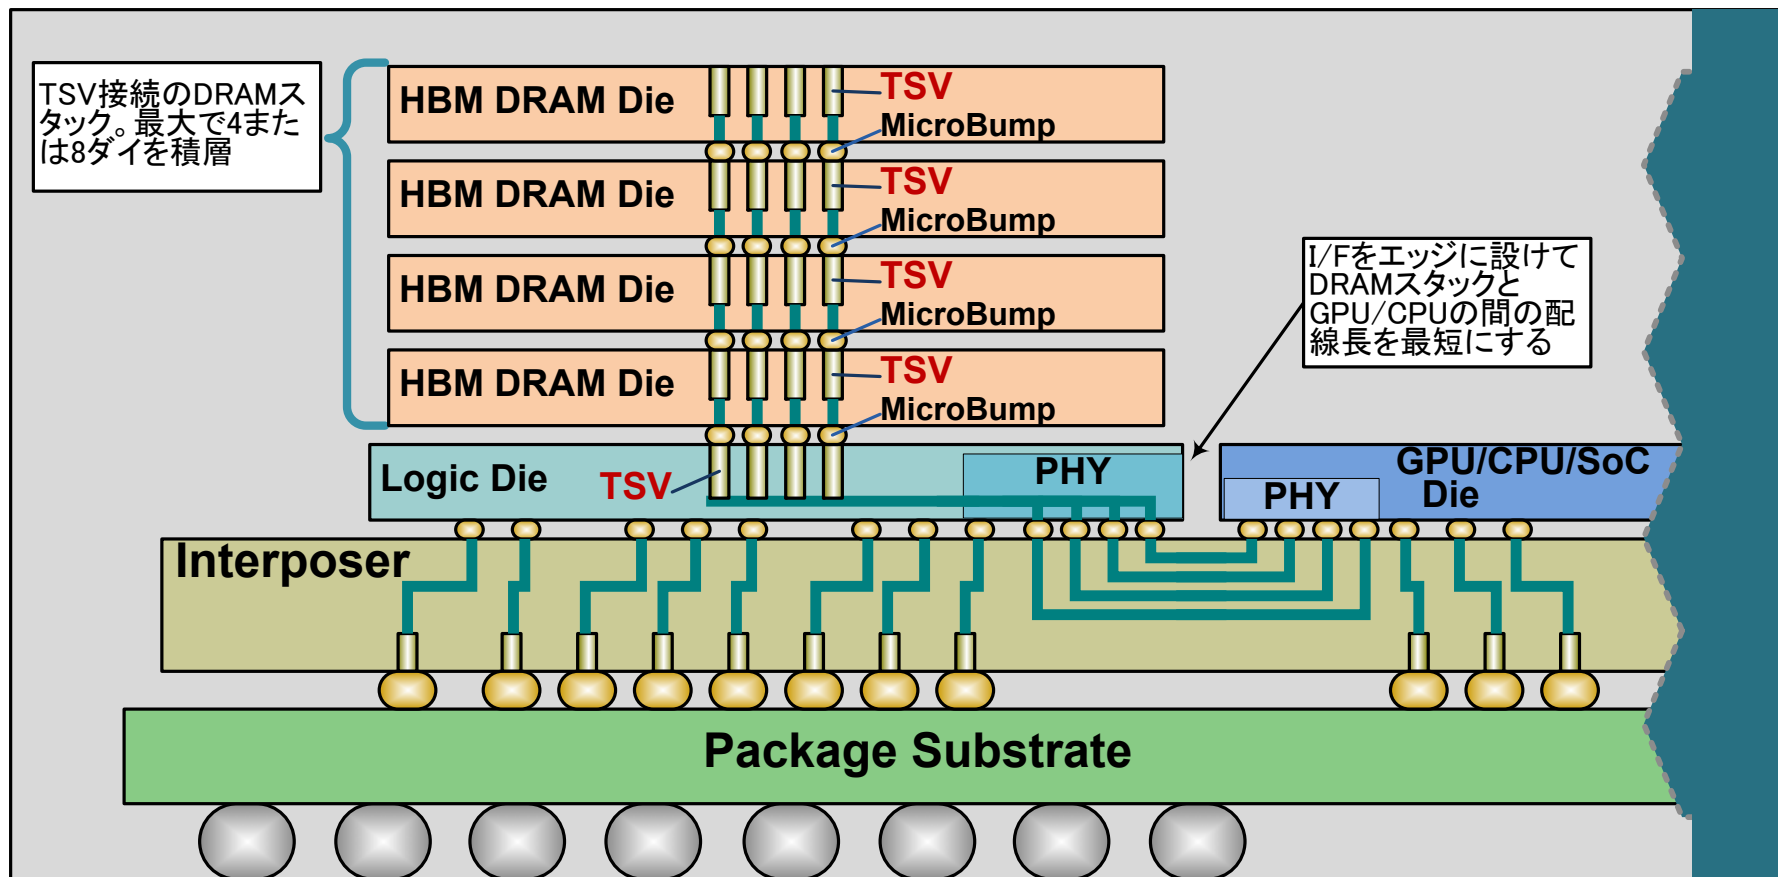 TSV接続のDRAMス
タック。最大で4また
は8ダイを積層
HBM DRAM Die
TSV
MicroBump
HBM DRAM Die
TSV
MicroBump
HBM DRAM Die
TSV
MicroBump
HBM DRAM Die
TSV
MicroBump
I/Fをエッジに設けて
DRAMスタックと
GPU/CPUの間の配
線長を最短にする
Logic Die
TSV
PHY
GPU/CPU/SoC
Die
PHY
Interposer
Package Substrate